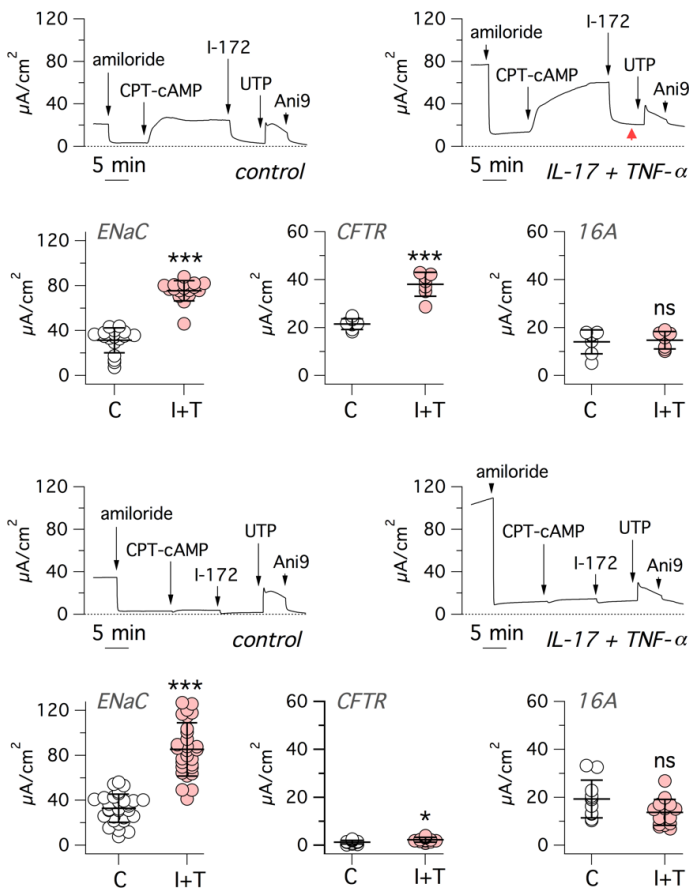 120
80
40
0
µA/cm²
amiloride
CPT-cAMP
I-172
UTP
Ani9
5 min
control
120
80
40
0
µA/cm²
amiloride
CPT-cAMP
I-172
UTP
Ani9
5 min
IL-17 + TNF-α
ENaC
***
120
80
40
0
µA/cm²
C I+T
CFTR
***
60
40
20
0
µA/cm²
C I+T
16A
ns
60
40
20
0
µA/cm²
C I+T
120
80
40
0
µA/cm²
amiloride
CPT-cAMP
I-172
UTP
Ani9
5 min
control
120
80
40
0
µA/cm²
amiloride
CPT-cAMP
I-172
UTP
Ani9
5 min
IL-17 + TNF-α
ENaC
***
120
80
40
0
µA/cm²
C I+T
CFTR
*
60
40
20
0
µA/cm²
C I+T
16A
ns
60
40
20
0
µA/cm²
C I+T